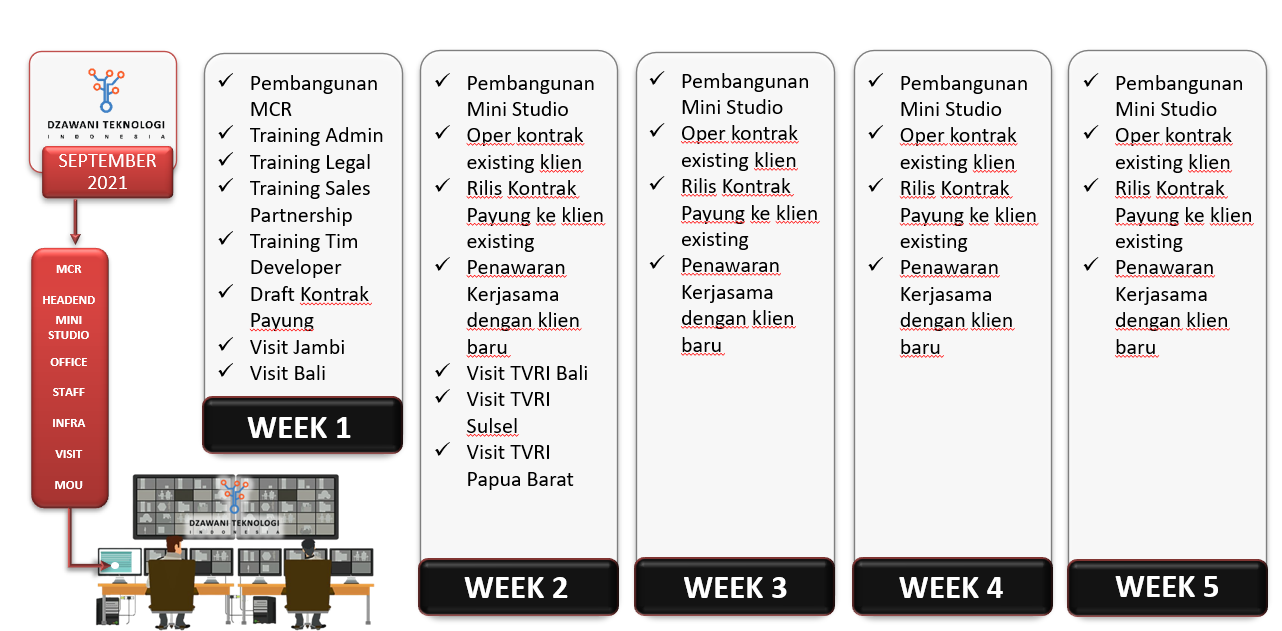 DZAWANI TEKNOLOGI
INDONESIA
SEPTEMBER
2021
MCR
HEADEND
MINI
STUDIO
OFFICE
STAFF
INFRA
VISIT
MOU
DZAWANI TEKNOLOGI
INDONESIA
✓ Pembangunan
MCR
✓ Training Admin
✓ Training Legal
✓ Training Sales
Partnership
✓ Training Tim
Developer
✓ Draft Kontrak
Payung
✓ Visit Jambi
✓ Visit Bali
WEEK 1
✓ Pembangunan
Mini Studio
✓ Oper kontrak
existing klien
✓ Rilis Kontrak
Payung ke klien
existing
✓ Penawaran
Kerjasama
dengan klien
baru
✓ Visit TVRI Bali
✓ Visit TVRI
Sulsel
✓ Visit TVRI
Papua Barat
WEEK 2
✓ Pembangunan
Mini Studio
✓ Oper kontrak
existing klien
✓ Rilis Kontrak
Payung ke klien
existing
✓ Penawaran
Kerjasama
dengan klien
baru
WEEK 3
✓ Pembangunan
Mini Studio
✓ Oper kontrak
existing klien
✓ Rilis Kontrak
Payung ke klien
existing
✓ Penawaran
Kerjasama
dengan klien
baru
WEEK 4
✓ Pembangunan
Mini Studio
✓ Oper kontrak
existing klien
✓ Rilis Kontrak
Payung ke klien
existing
✓ Penawaran
Kerjasama
dengan klien
baru
WEEK 5